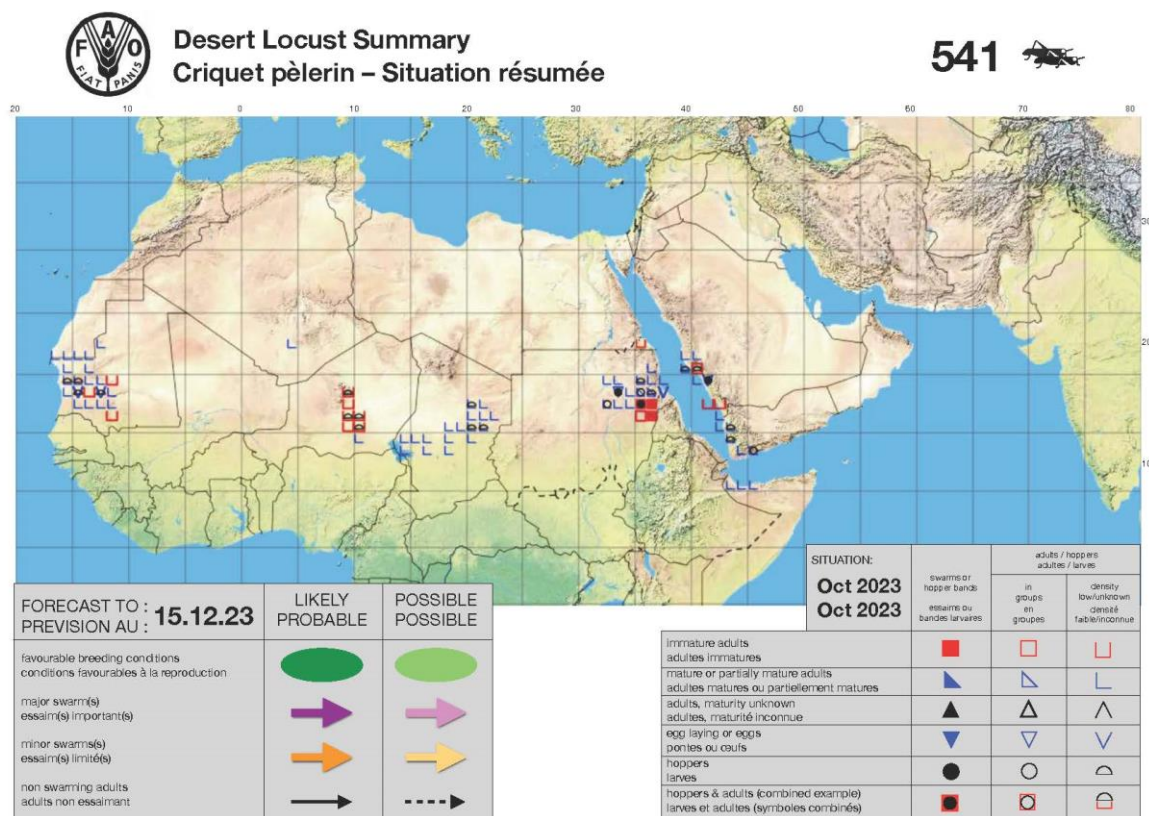 FAO
FIAT PANIS
Desert Locust Summary
Criquet pèlerin – Situation résumée
541
20 10 0 10 20 30 40 50 60 70 80
30
20
10
FORECAST TO :
PREVISION AU : 15.12.23
LIKELY
PROBABLE
POSSIBLE
POSSIBLE
favourable breeding conditions
conditions favourables à la reproduction
major swarm(s)
essaim(s) important(s)
minor swarms(s)
essaim(s) limité(s)
non swarming adults
adults non essaimant
SITUATION:
Oct 2023
Oct 2023
swarms or
hopper bands
essaims ou
bandes larvaires
adults / hoppers
adultes / larves
in
groups
en
groupes
density
low/unknown
densité
faible/inconnue
immature adults
adultes immatures
mature or partially mature adults
adultes matures ou partiellement matures
adults, maturity unknown
adultes, maturité inconnue
egg laying or eggs
pontes ou œufs
hoppers
larves
hoppers & adults (combined example)
larves et adultes (symboles combinés)